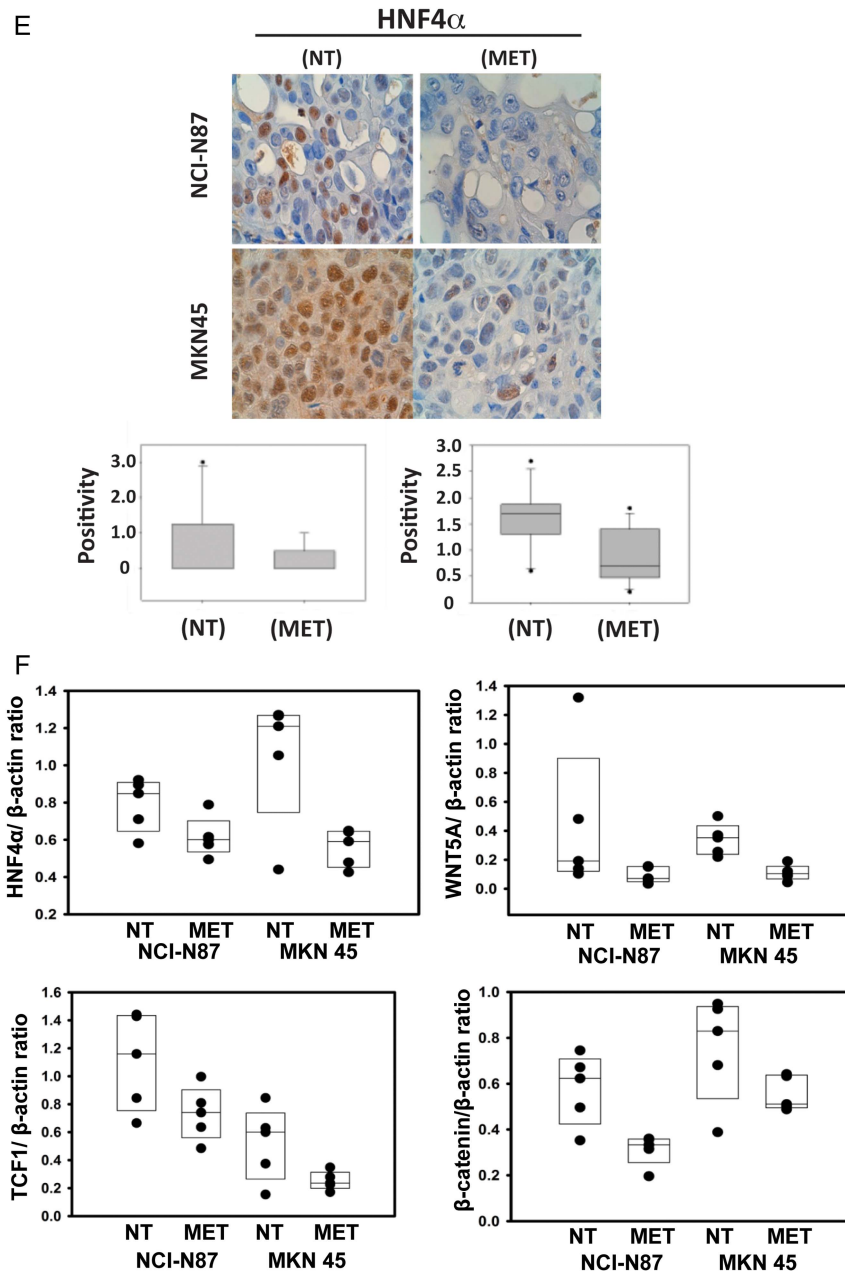 E
HNF4α
(NT) (MET)
NCI-N87
MKN45
Positivity
3.0
2.0
1.0
0
(NT) (MET)
Positivity
3.0
2.5
2.0
1.5
1.0
0.5
0
(NT) (MET)
F
HNF4α/ β-actin ratio
1.4
1.2
1.0
0.8
0.6
0.4
0.2
NT MET NT MET
NCI-N87 MKN 45
WNT5A/ β-actin ratio
1.4
1.2
1.0
0.8
0.6
0.4
0.2
0.0
NT MET NT MET
NCI-N87 MKN 45
TCF1/ β-actin ratio
1.6
1.4
1.2
1.0
0.8
0.6
0.4
0.2
0.0
NT MET NT MET
NCI-N87 MKN 45
β-catenin/β-actin ratio
1.0
0.8
0.6
0.4
0.2
0.0
NT MET NT MET
NCI-N87 MKN 45